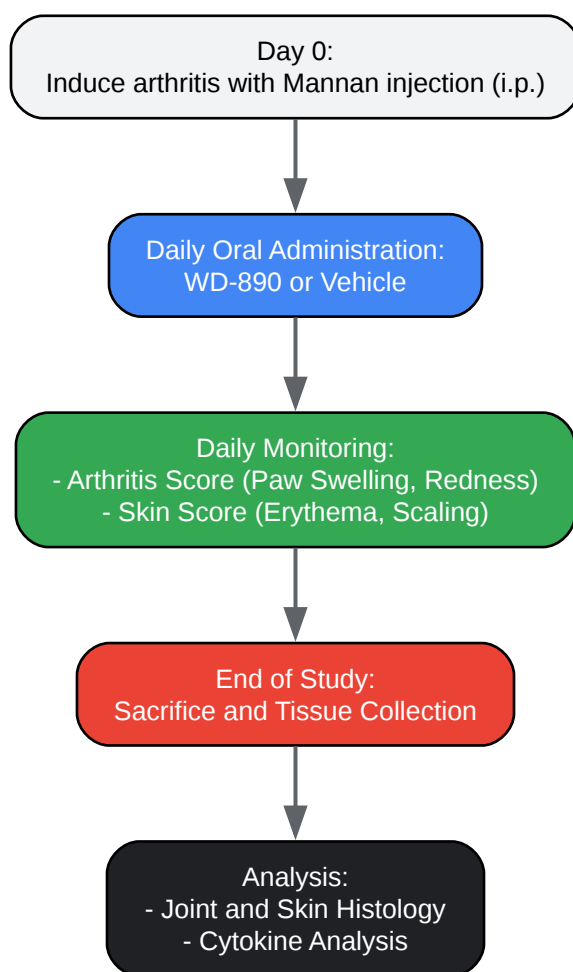 Day 0:
Induce arthritis with Mannan injection (i.p.)
Daily Oral Administration:
WD-890 or Vehicle
Daily Monitoring:
- Arthritis Score (Paw Swelling, Redness)
- Skin Score (Erythema, Scaling)
End of Study:
Sacrifice and Tissue Collection
Analysis:
- Joint and Skin Histology
- Cytokine Analysis